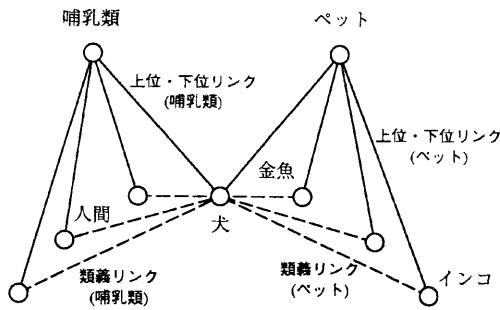 哺乳類
ペット
上位・下位リンク
(哺乳類)
上位・下位リンク
(ペット)
金魚
人間
犬
類義リンク
(哺乳類)
類義リンク
(ペット)
インコ